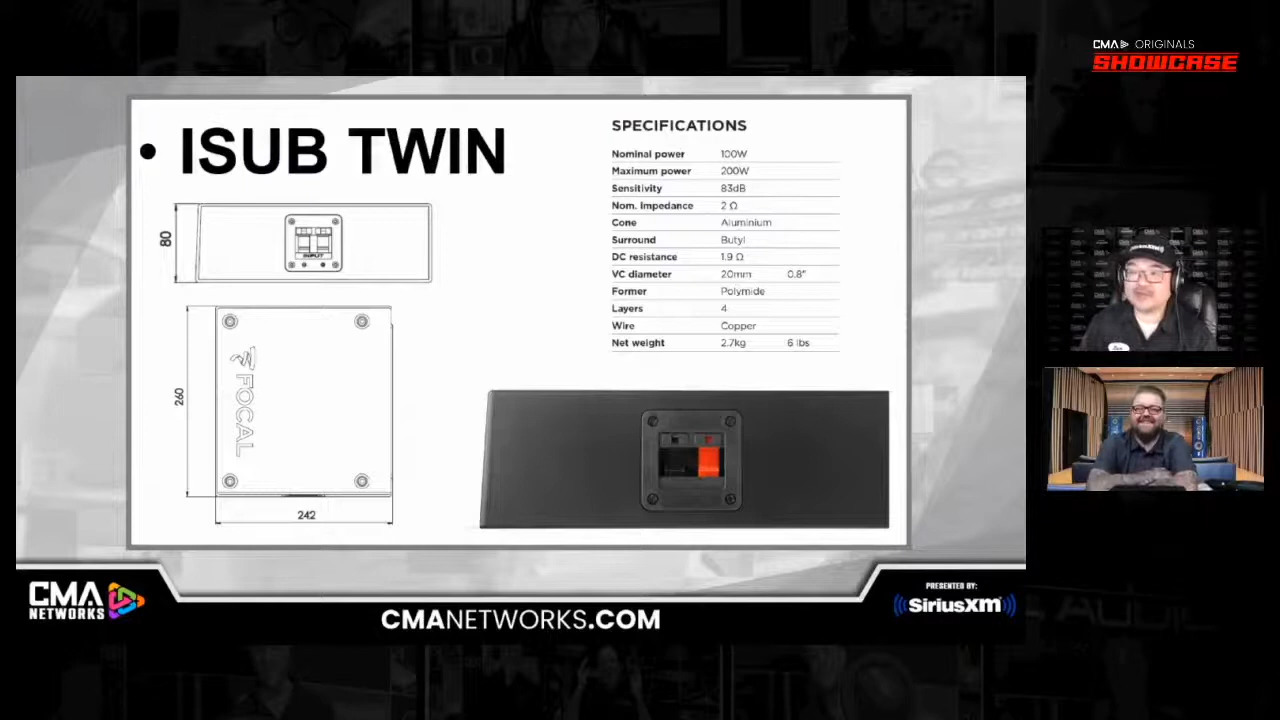 CMA ORIGINALS
SHOWCASE
• ISUB TWIN
80
INPUT
260
FOCAL
242
SPECIFICATIONS
Nominal power 100W
Maximum power 200W
Sensitivity 83dB
Nom. Impedance 2 Ω
Cone Aluminium
Surround Butyl
DC resistance 1.9 Ω
VC diameter 20mm 0.8"
Former Polymide
Layers 4
Wire Copper
Net weight 2.7kg 6 lbs
CMA
NETWORKS
CMANETWORKS.COM
PRESENTED BY:
SiriusXM